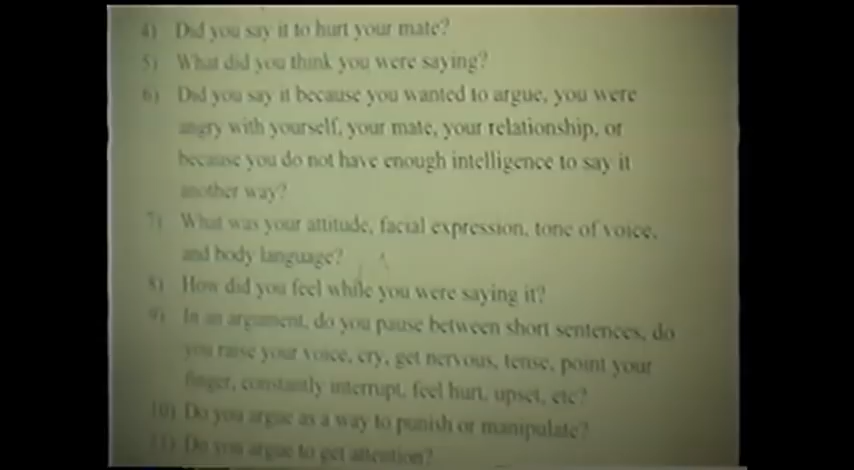 4) Did you say it to hurt your mate?
5) What did you think you were saying?
6) Did you say it because you wanted to argue, you were
angry with yourself, your mate, your relationship, or
because you do not have enough intelligence to say it
another way?
7) What was your attitude, facial expression, tone of voice,
and body language?
8) How did you feel while you were saying it?
9) In an argument, do you pause between short sentences, do
you raise your voice, cry, get nervous, tense, point your
finger, constantly interrupt, feel hurt, upset, etc?
10) Do you argue as a way to punish or manipulate?
11) Do you argue to get attention?